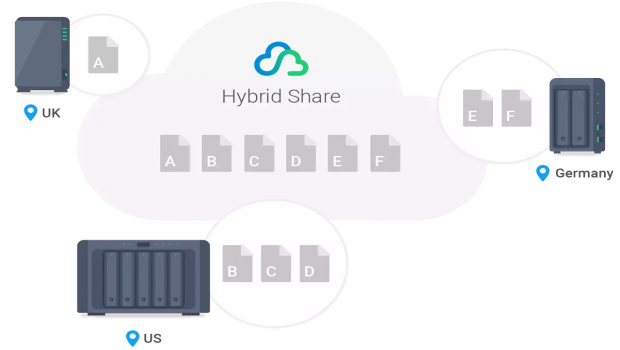 A
UK
Hybrid Share
A B C D E F
E F
Germany
B C D
US